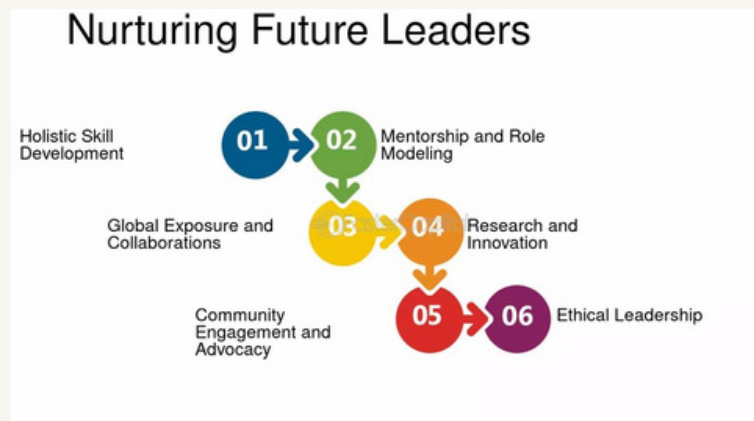 Nurturing Future Leaders
01
Holistic Skill
Development
02
Mentorship and Role
Modeling
03
Global Exposure and
Collaborations
04
Research and
Innovation
05
Community
Engagement and
Advocacy
06
Ethical Leadership